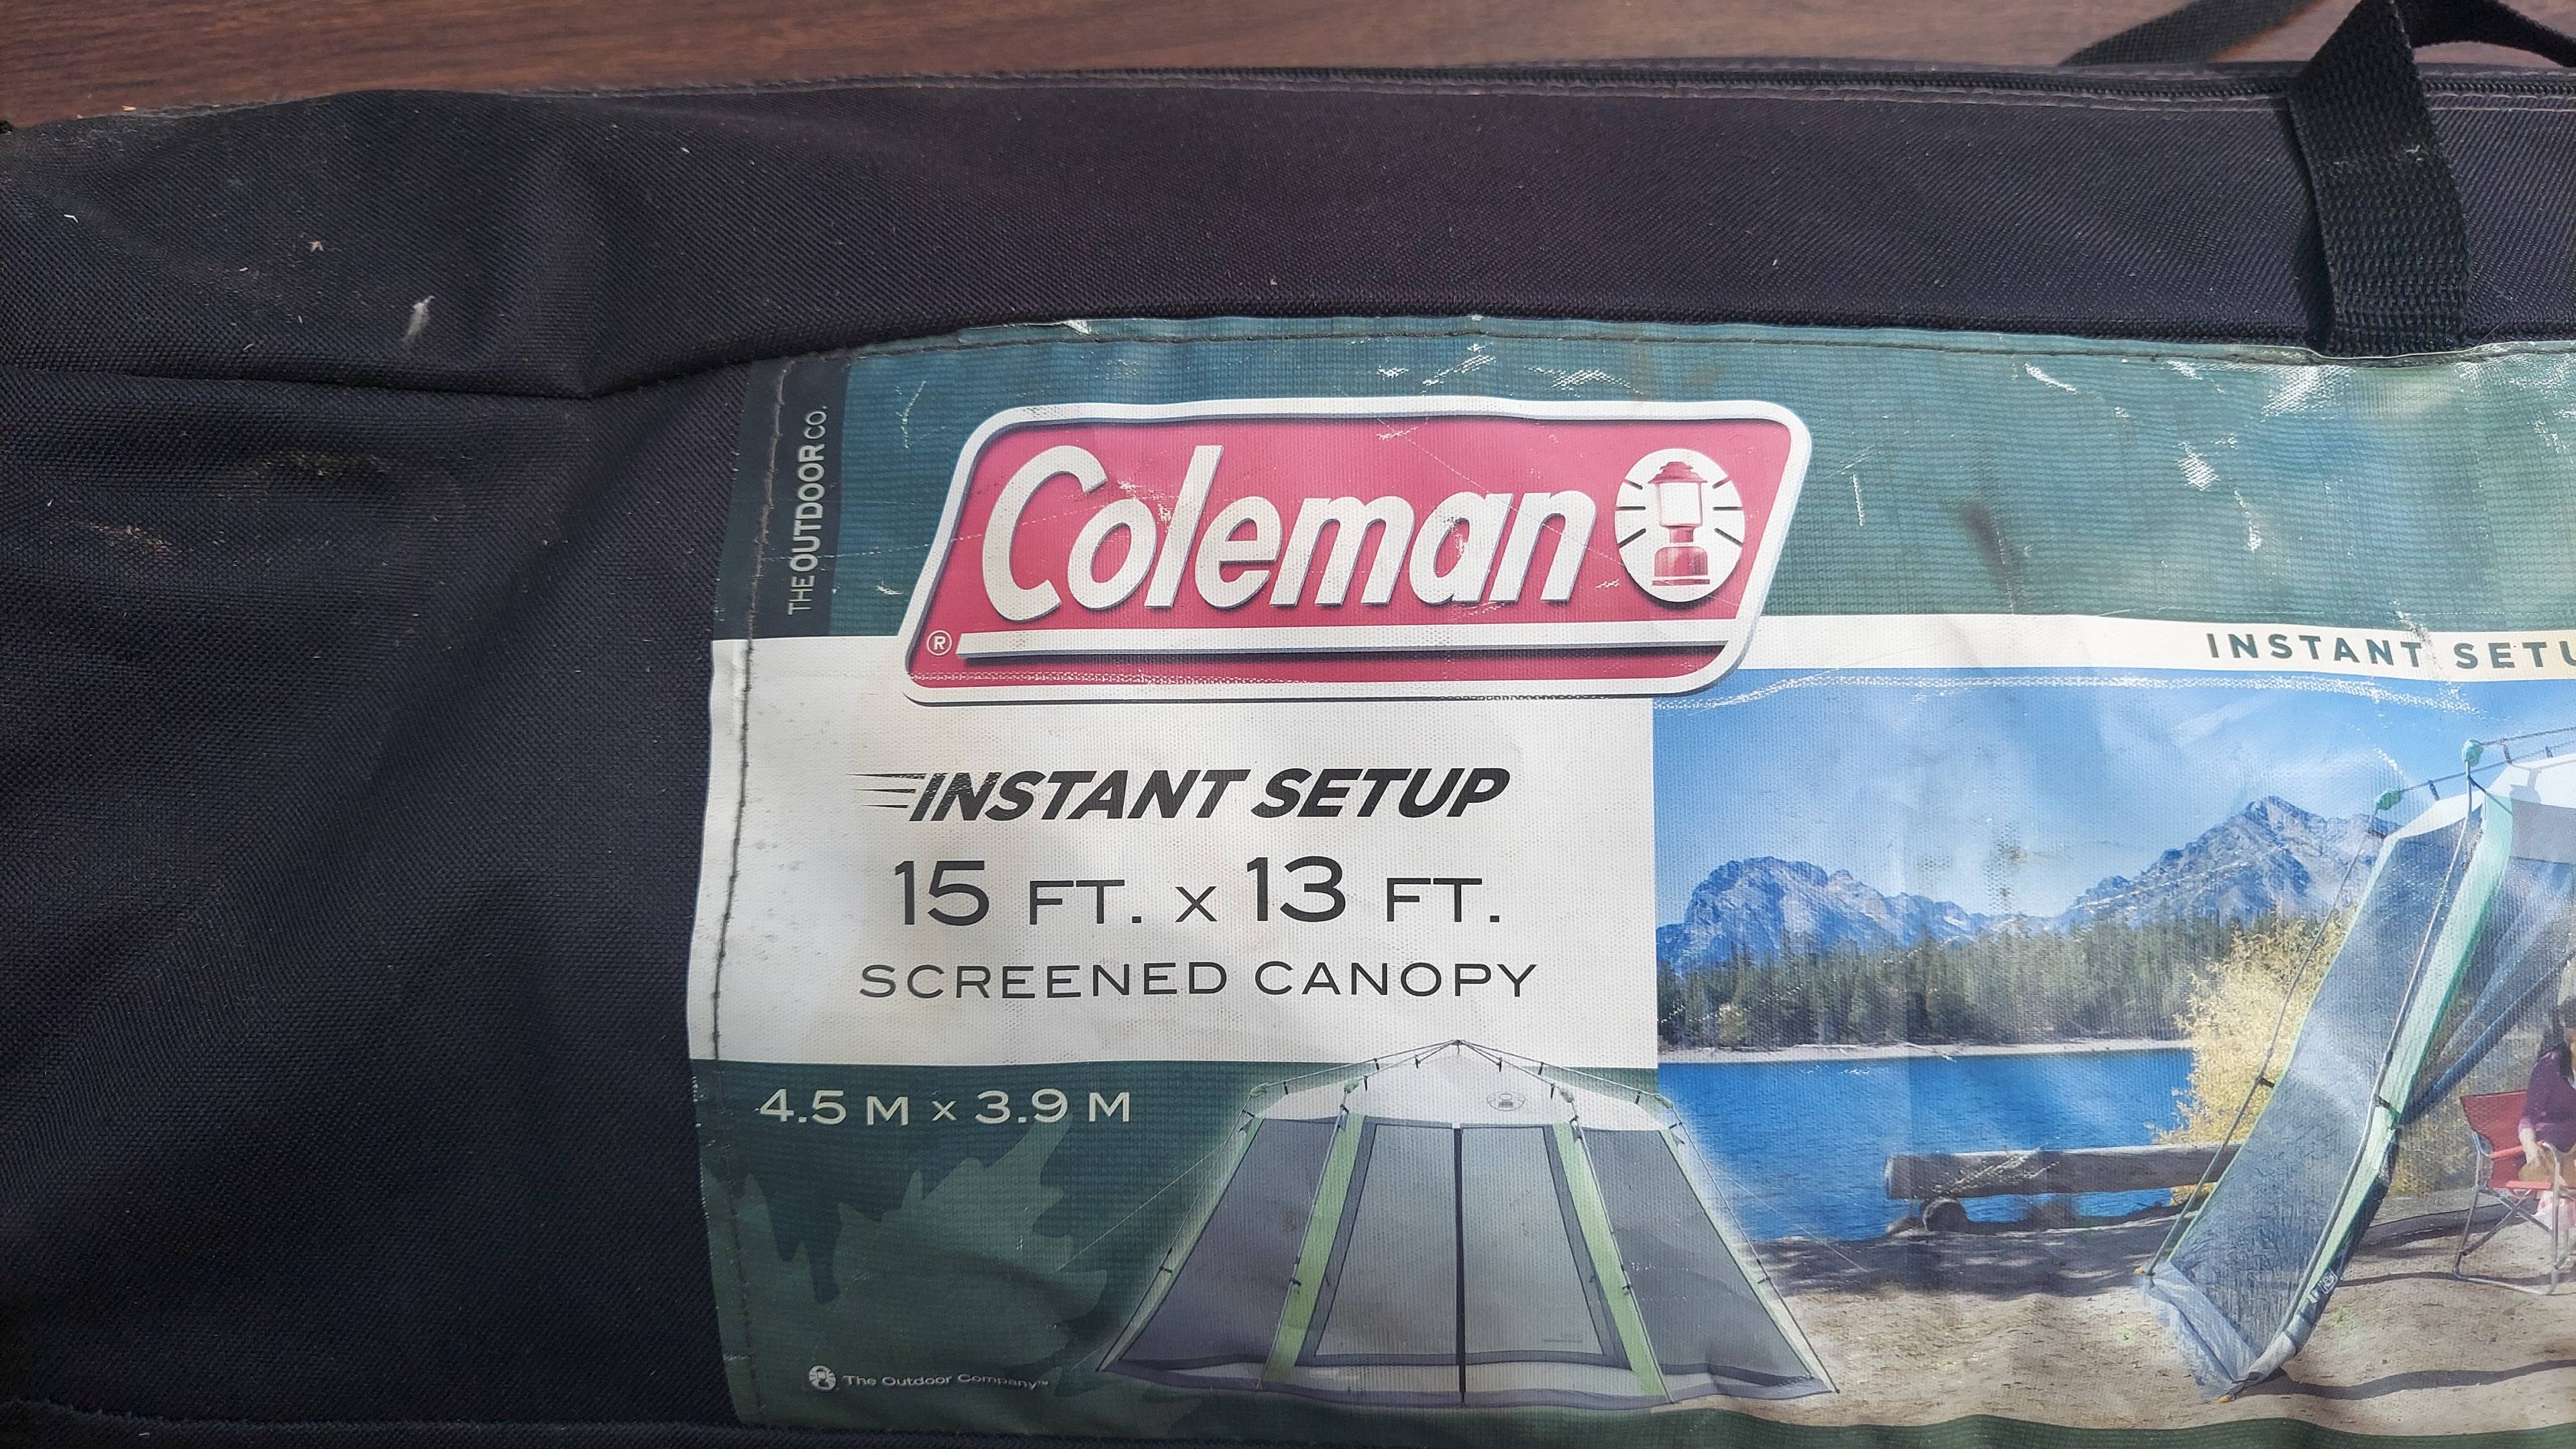 THE OUTDOOR CO.
Coleman
®
INSTANT SETU
INSTANT SETUP
15 FT. x 13 FT.
SCREENED CANOPY
4.5 M x 3.9 M
The Outdoor Company™